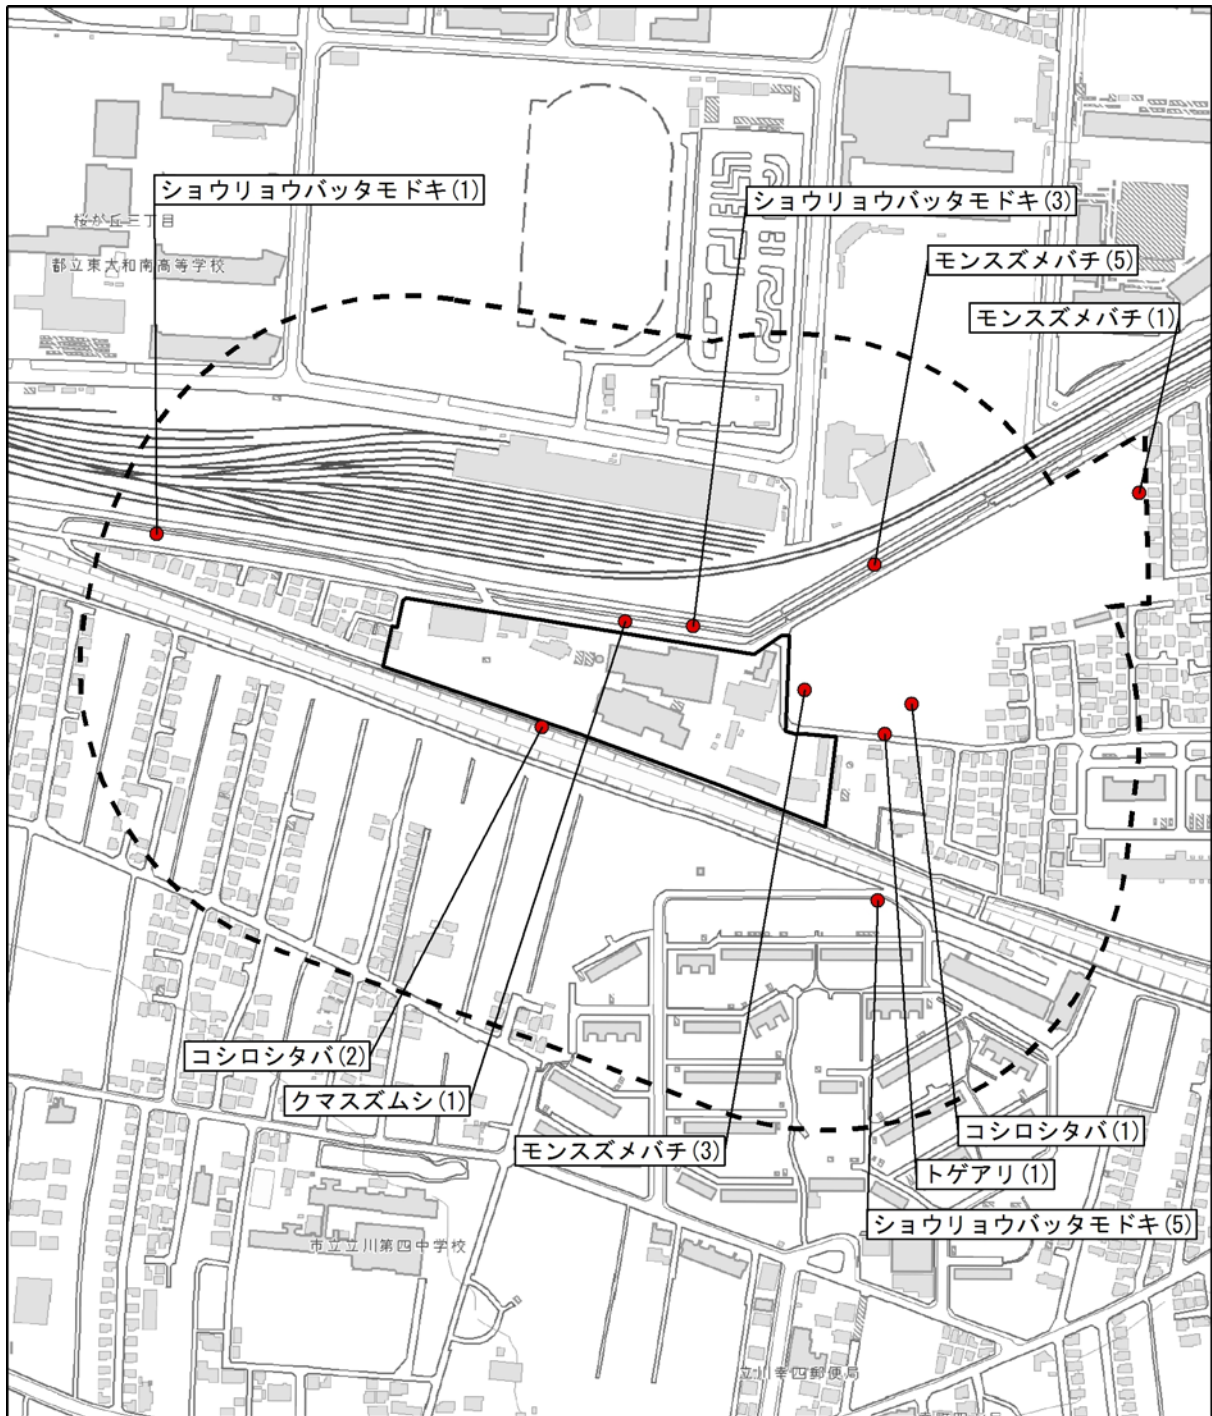 ショウリョウバッタモドキ(1)
ショウリョウバッタモドキ(3)
桜が丘三丁目
モンスズメバチ(5)
都立東大和南高等学校
モンスズメバチ(1)
コシロシタバ(2)
クマスズムシ(1)
モンスズメバチ(3)
コシロシタバ(1)
トゲアリ(1)
ショウリョウバッタモドキ(5)
市立立川第四中学校
立川幸四郵便局